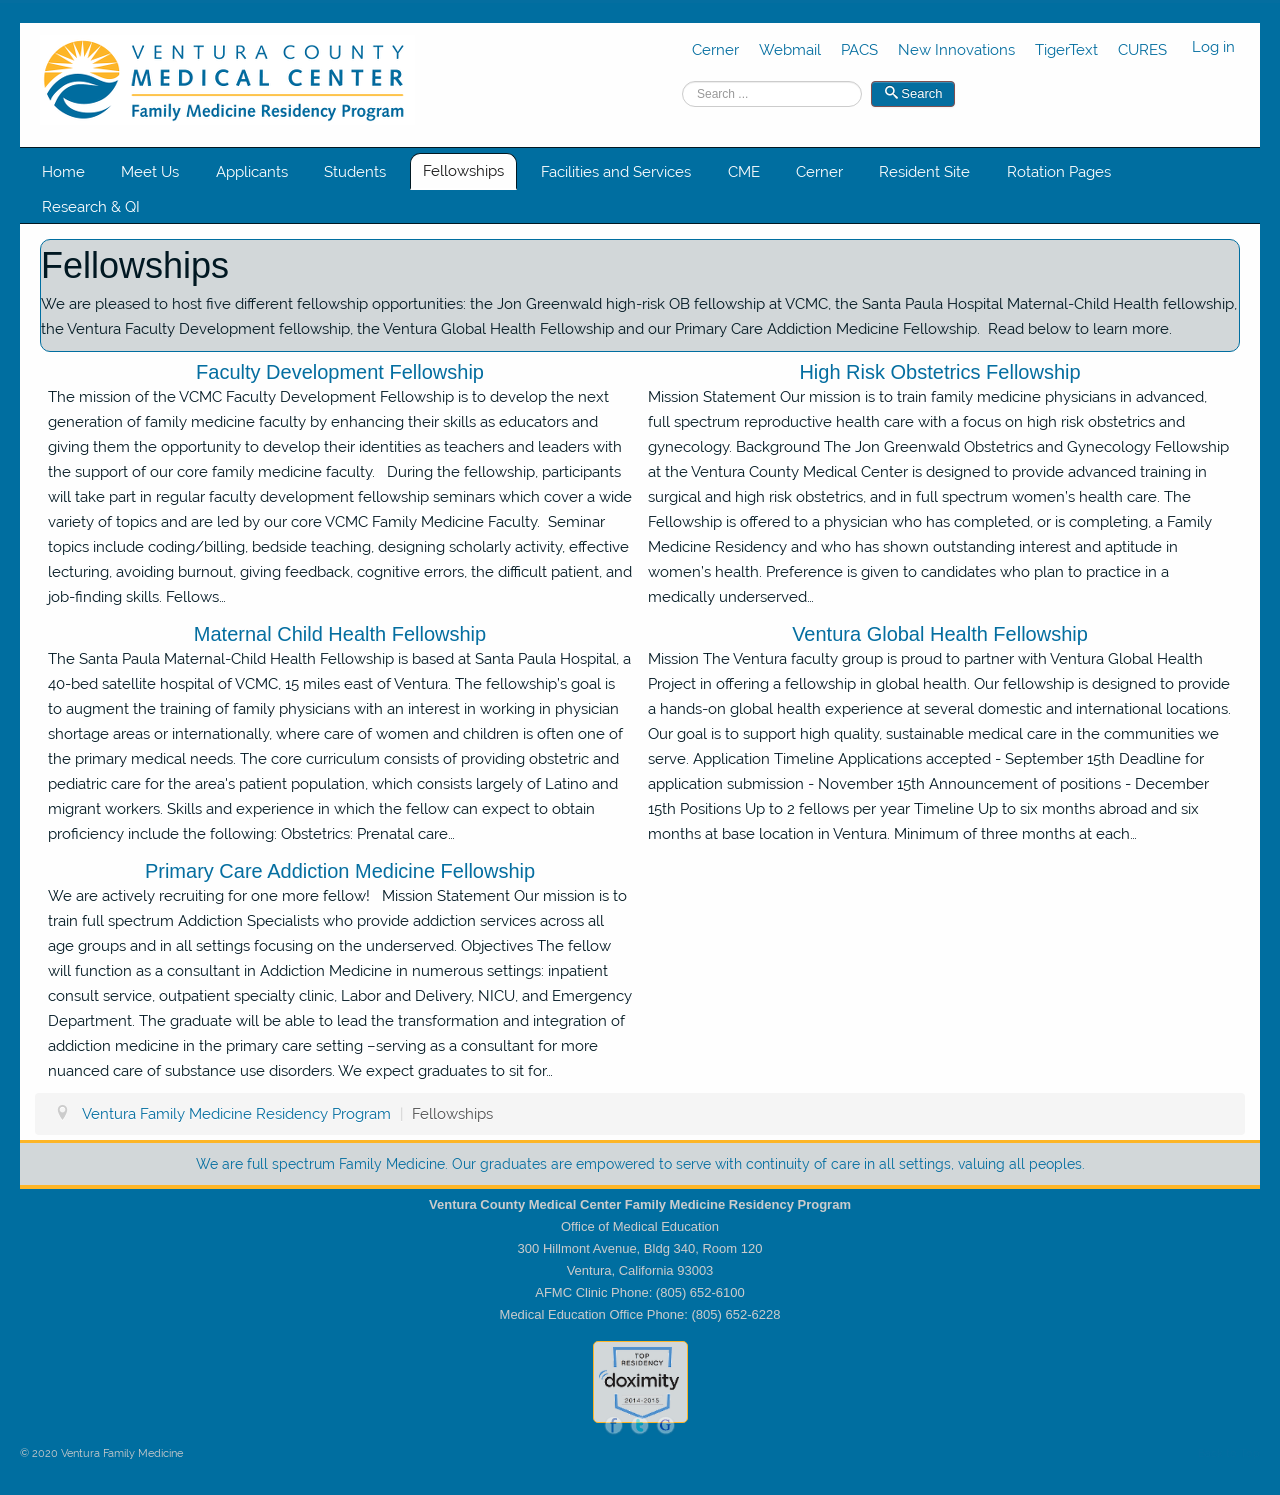 VENTURA COUNTY
MEDICAL CENTER
Family Medicine Residency Program
Cerner Webmail PACS New Innovations TigerText CURES Log in
Search ... Search
Home Meet Us Applicants Students Fellowships Facilities and Services CME Cerner Resident Site Rotation Pages
Research & QI
Fellowships
We are pleased to host five different fellowship opportunities: the Jon Greenwald high-risk OB fellowship at VCMC, the Santa Paula Hospital Maternal-Child Health fellowship,
the Ventura Faculty Development fellowship, the Ventura Global Health Fellowship and our Primary Care Addiction Medicine Fellowship.  Read below to learn more.
Faculty Development Fellowship
The mission of the VCMC Faculty Development Fellowship is to develop the next
generation of family medicine faculty by enhancing their skills as educators and
giving them the opportunity to develop their identities as teachers and leaders with
the support of our core family medicine faculty.   During the fellowship, participants
will take part in regular faculty development fellowship seminars which cover a wide
variety of topics and are led by our core VCMC Family Medicine Faculty.  Seminar
topics include coding/billing, bedside teaching, designing scholarly activity, effective
lecturing, avoiding burnout, giving feedback, cognitive errors, the difficult patient, and
job-finding skills. Fellows...
High Risk Obstetrics Fellowship
Mission Statement Our mission is to train family medicine physicians in advanced,
full spectrum reproductive health care with a focus on high risk obstetrics and
gynecology. Background The Jon Greenwald Obstetrics and Gynecology Fellowship
at the Ventura County Medical Center is designed to provide advanced training in
surgical and high risk obstetrics, and in full spectrum women's health care. The
Fellowship is offered to a physician who has completed, or is completing, a Family
Medicine Residency and who has shown outstanding interest and aptitude in
women's health. Preference is given to candidates who plan to practice in a
medically underserved...
Maternal Child Health Fellowship
The Santa Paula Maternal-Child Health Fellowship is based at Santa Paula Hospital, a
40-bed satellite hospital of VCMC, 15 miles east of Ventura. The fellowship's goal is
to augment the training of family physicians with an interest in working in physician
shortage areas or internationally, where care of women and children is often one of
the primary medical needs. The core curriculum consists of providing obstetric and
pediatric care for the area's patient population, which consists largely of Latino and
migrant workers. Skills and experience in which the fellow can expect to obtain
proficiency include the following: Obstetrics: Prenatal care...
Ventura Global Health Fellowship
Mission The Ventura faculty group is proud to partner with Ventura Global Health
Project in offering a fellowship in global health. Our fellowship is designed to provide
a hands-on global health experience at several domestic and international locations.
Our goal is to support high quality, sustainable medical care in the communities we
serve. Application Timeline Applications accepted - September 15th Deadline for
application submission - November 15th Announcement of positions - December
15th Positions Up to 2 fellows per year Timeline Up to six months abroad and six
months at base location in Ventura. Minimum of three months at each...
Primary Care Addiction Medicine Fellowship
We are actively recruiting for one more fellow!   Mission Statement Our mission is to
train full spectrum Addiction Specialists who provide addiction services across all
age groups and in all settings focusing on the underserved. Objectives The fellow
will function as a consultant in Addiction Medicine in numerous settings: inpatient
consult service, outpatient specialty clinic, Labor and Delivery, NICU, and Emergency
Department. The graduate will be able to lead the transformation and integration of
addiction medicine in the primary care setting –serving as a consultant for more
nuanced care of substance use disorders. We expect graduates to sit for...
Ventura Family Medicine Residency Program | Fellowships
We are full spectrum Family Medicine. Our graduates are empowered to serve with continuity of care in all settings, valuing all peoples.
Ventura County Medical Center Family Medicine Residency Program
Office of Medical Education
300 Hillmont Avenue, Bldg 340, Room 120
Ventura, California 93003
AFMC Clinic Phone: (805) 652-6100
Medical Education Office Phone: (805) 652-6228
TOP
RESIDENCY
doximity
2014-2015
f t G
© 2020 Ventura Family Medicine